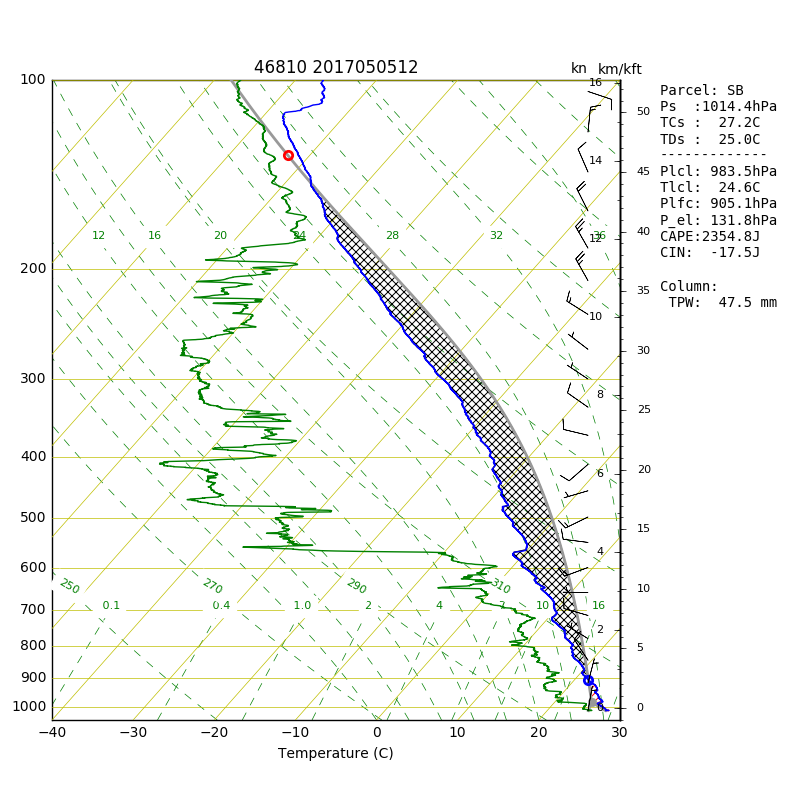 46810 2017050512
kn km/kft
Parcel: SB
Ps  :1014.4hPa
TCs :  27.2C
TDs :  25.0C
-------------
Plcl: 983.5hPa
Tlcl:  24.6C
Plfc: 905.1hPa
P_el: 131.8hPa
CAPE:2354.8J
CIN:  -17.5J
Column:
TPW:  47.5 mm
100
200
300
400
500
600
700
800
900
1000
16
14
12
10
8
6
4
2
0
50
45
40
35
30
25
20
15
10
5
0
12 16 20 24 28 32 36
250 270 290 310
0.1 0.4 1.0 2 4 7 10 16
−40 −30 −20 −10 0 10 20 30
Temperature (C)